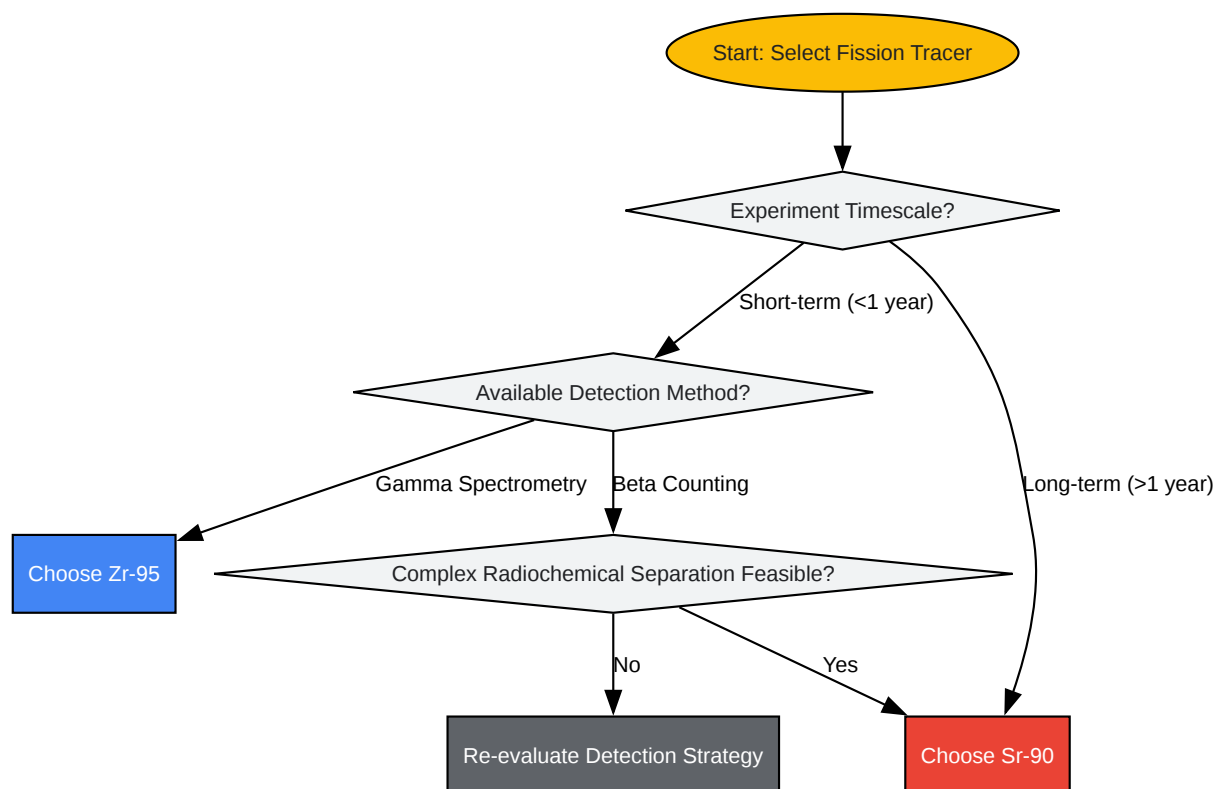 Start: Select Fission Tracer
Experiment Timescale?
Short-term (<1 year)
Available Detection Method?
Gamma Spectrometry
Beta Counting
Long-term (>1 year)
Choose Zr-95
Complex Radiochemical Separation Feasible?
No
Yes
Re-evaluate Detection Strategy
Choose Sr-90